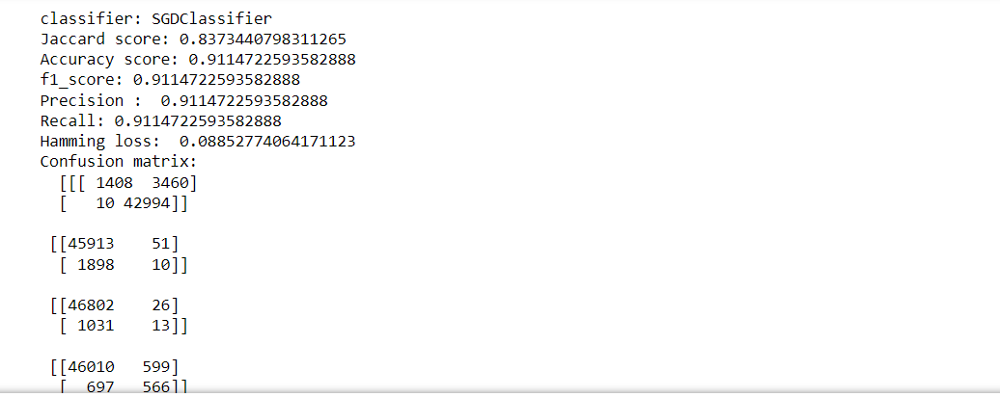 classifier: SGDClassifier
Jaccard score: 0.8373440798311265
Accuracy score: 0.9114722593582888
f1_score: 0.9114722593582888
Precision :  0.9114722593582888
Recall: 0.9114722593582888
Hamming loss:  0.08852774064171123
Confusion matrix:
[[[ 1408  3460]
[   10 42994]]
[[45913    51]
[ 1898    10]]
[[46802    26]
[ 1031    13]]
[[46010   599]
[  697   566]]